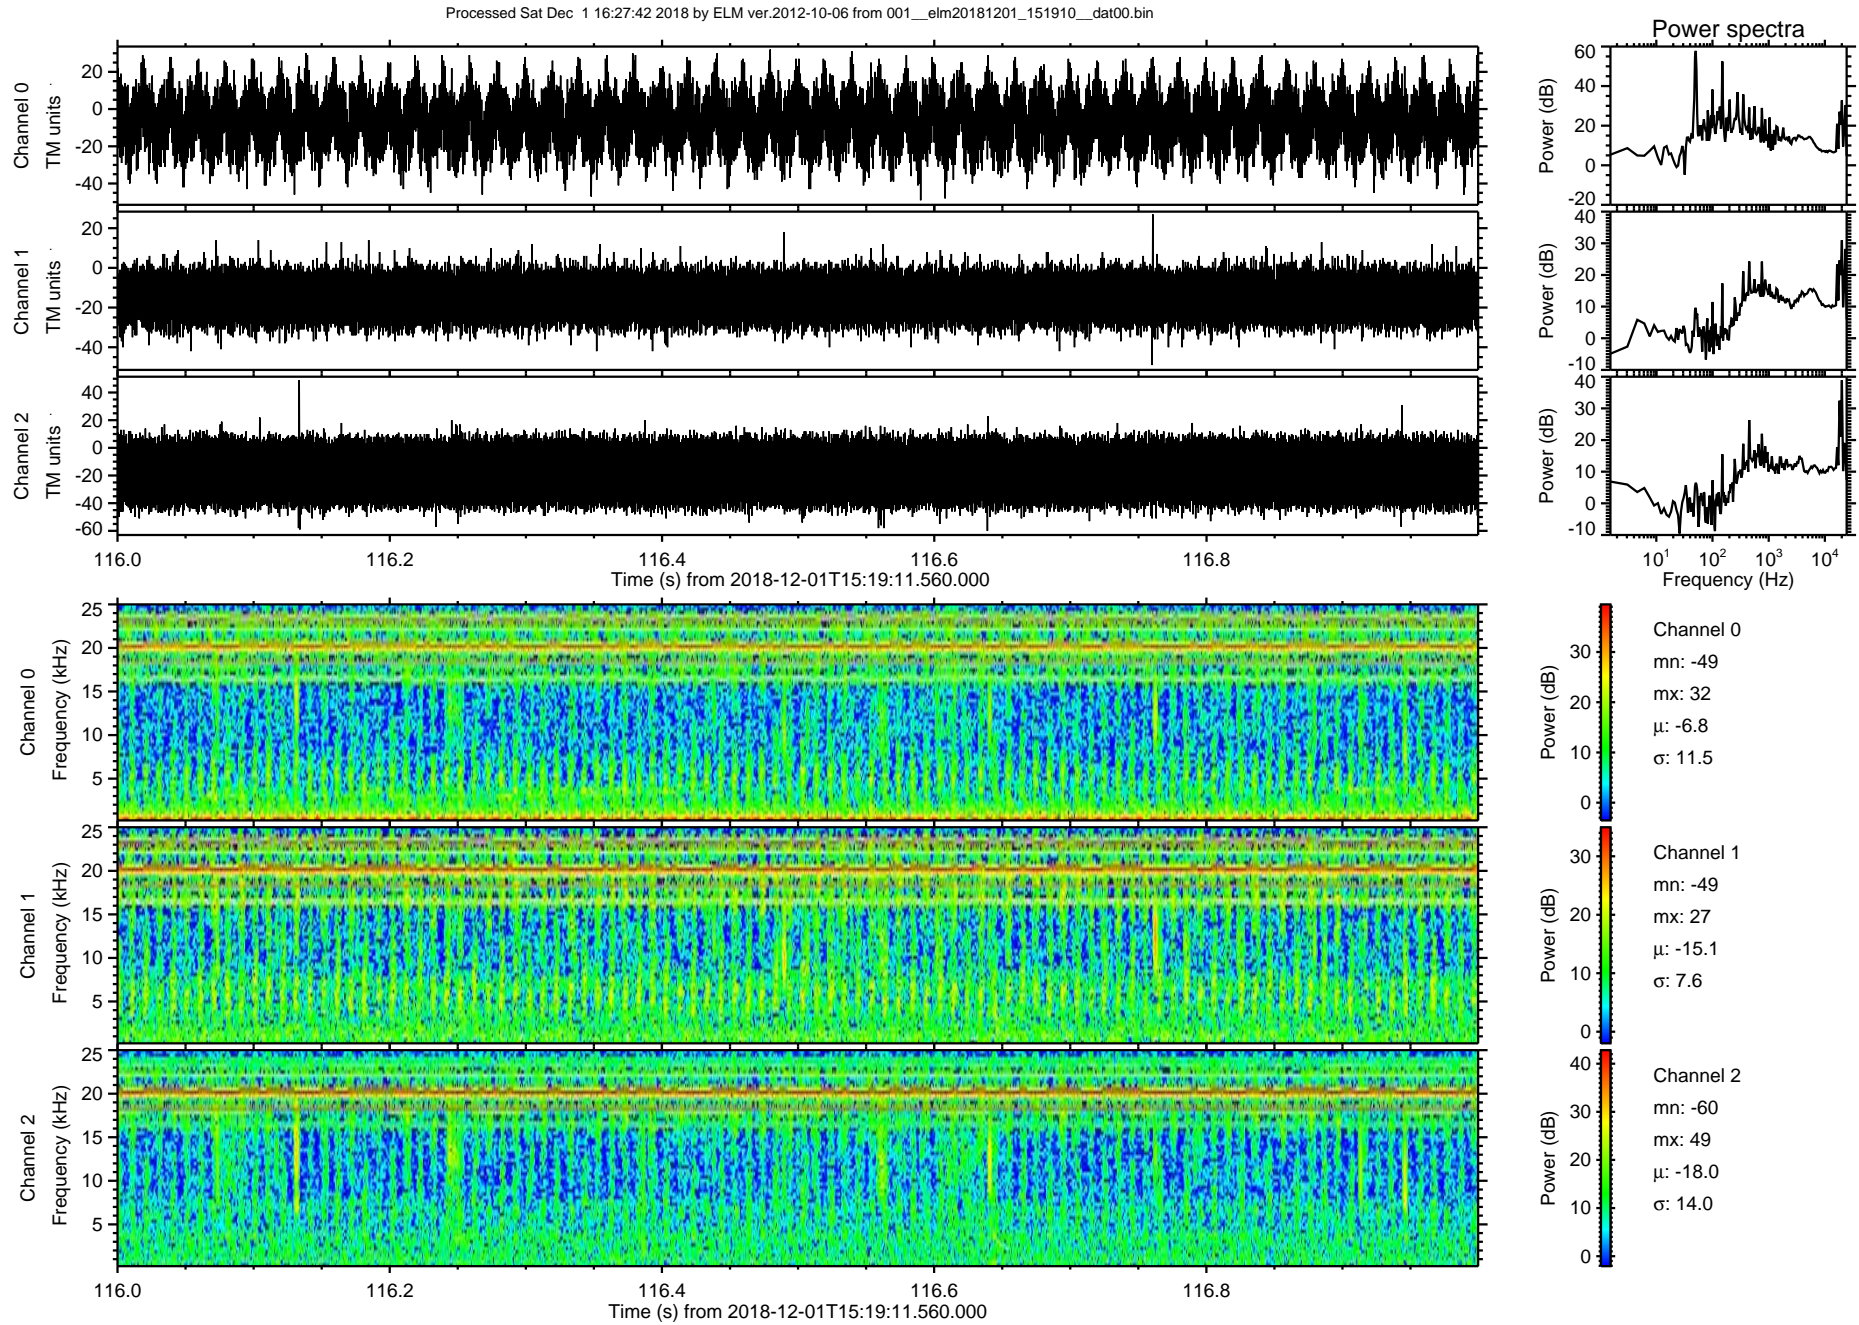 Processed Sat Dec 1 16:27:42 2018 by ELM ver.2012-10-06 from 001__elm20181201_151910__dat00.bin
Power spectra
Channel 0
TM units
20
0
-20
-40
Power (dB)
60
40
20
0
-20
Channel 1
TM units
20
0
-20
-40
Power (dB)
40
30
20
10
0
-10
Channel 2
TM units
40
20
0
-20
-40
-60
Power (dB)
40
30
20
10
0
-10
116.0 116.2 116.4 116.6 116.8
Time (s) from 2018-12-01T15:19:11.560.000
10¹ 10² 10³ 10⁴
Frequency (Hz)
Channel 0
Frequency (kHz)
25
20
15
10
5
Power (dB)
30
20
10
0
Channel 0
mn: -49
mx: 32
μ: -6.8
σ: 11.5
Channel 1
Frequency (kHz)
25
20
15
10
5
Power (dB)
30
20
10
0
Channel 1
mn: -49
mx: 27
μ: -15.1
σ: 7.6
Channel 2
Frequency (kHz)
25
20
15
10
5
Power (dB)
40
30
20
10
0
Channel 2
mn: -60
mx: 49
μ: -18.0
σ: 14.0
116.0 116.2 116.4 116.6 116.8
Time (s) from 2018-12-01T15:19:11.560.000